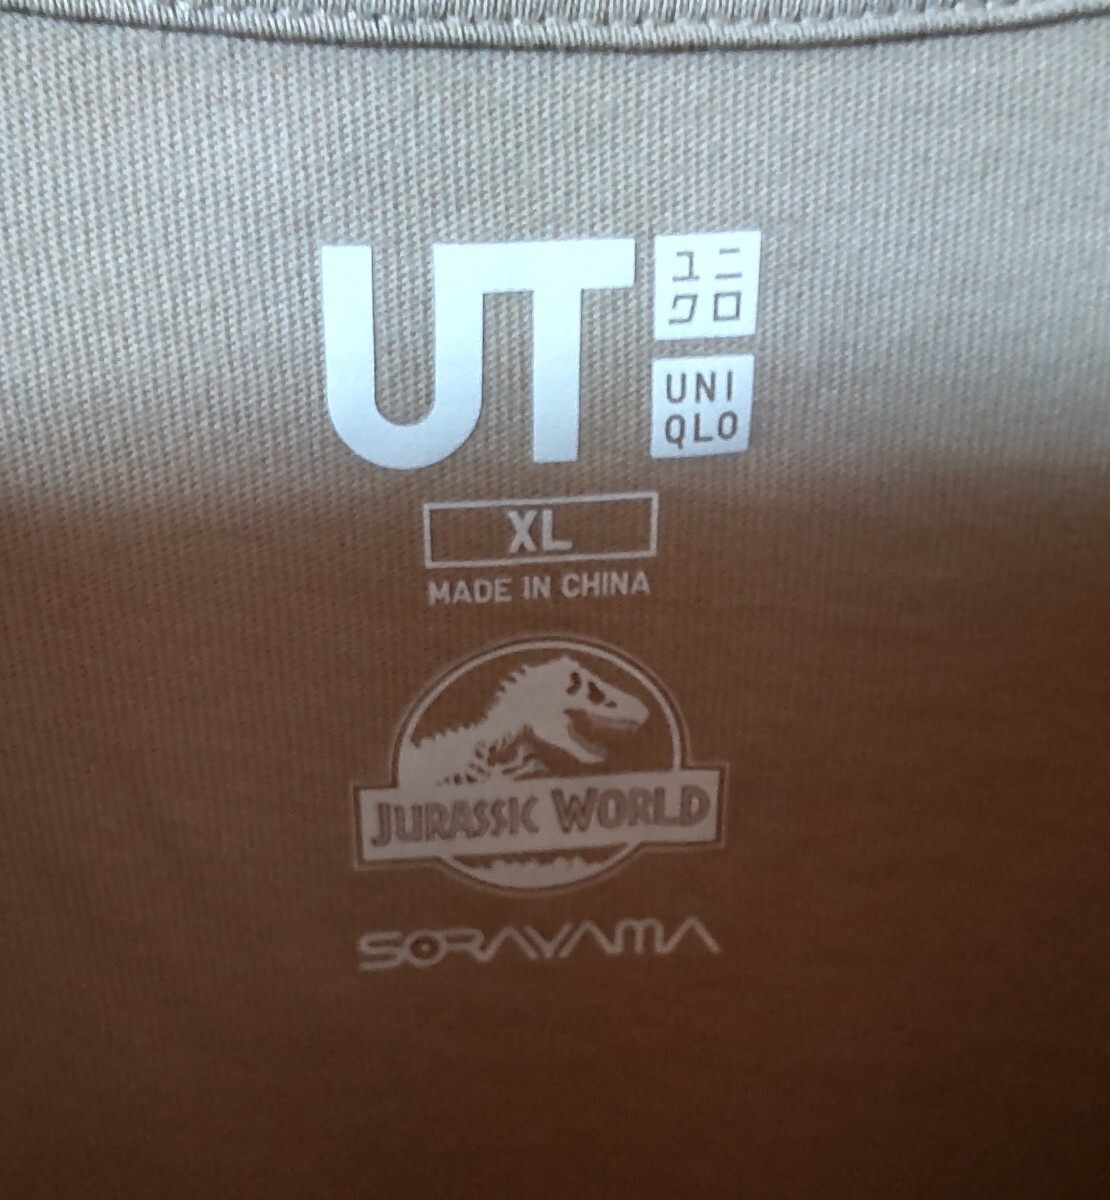 UT
ユニ
クロ
UNI
QLO
XL
MADE IN CHINA
JURASSIC WORLD
SORAYAMA